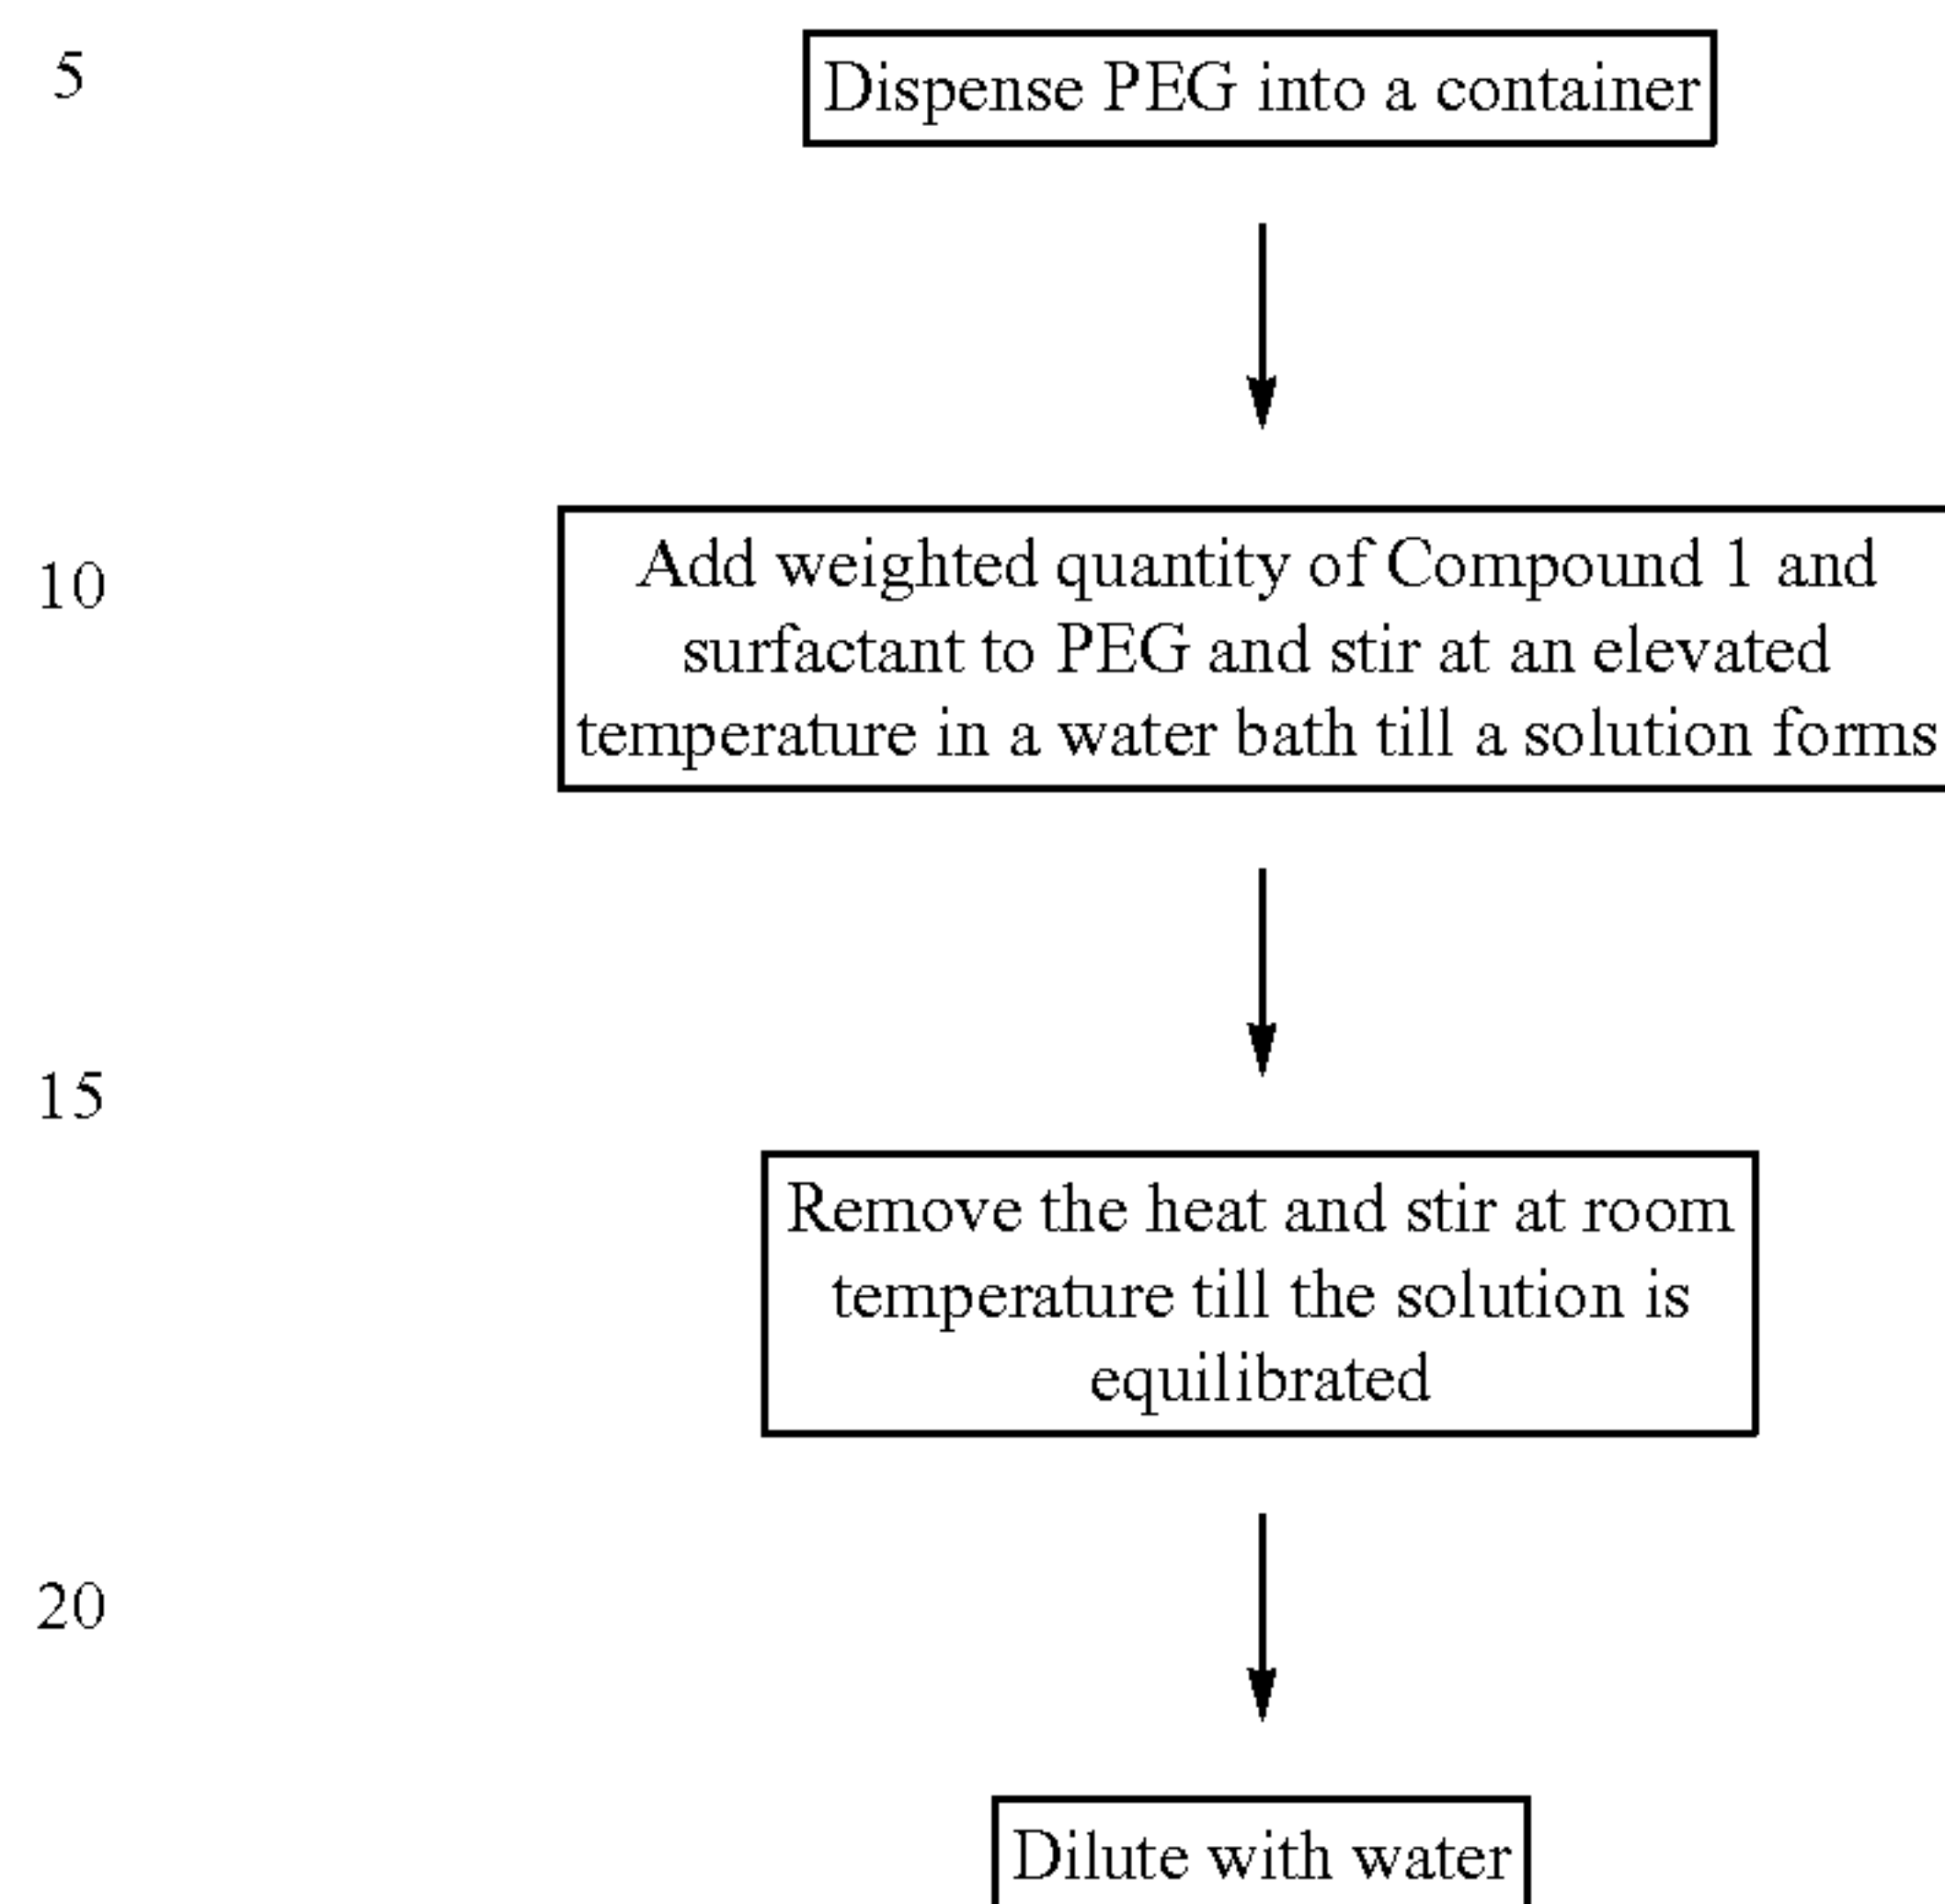 5
Dispense PEG into a container
10
Add weighted quantity of Compound 1 and
surfactant to PEG and stir at an elevated
temperature in a water bath till a solution forms
15
Remove the heat and stir at room
temperature till the solution is
equilibrated
20
Dilute with water